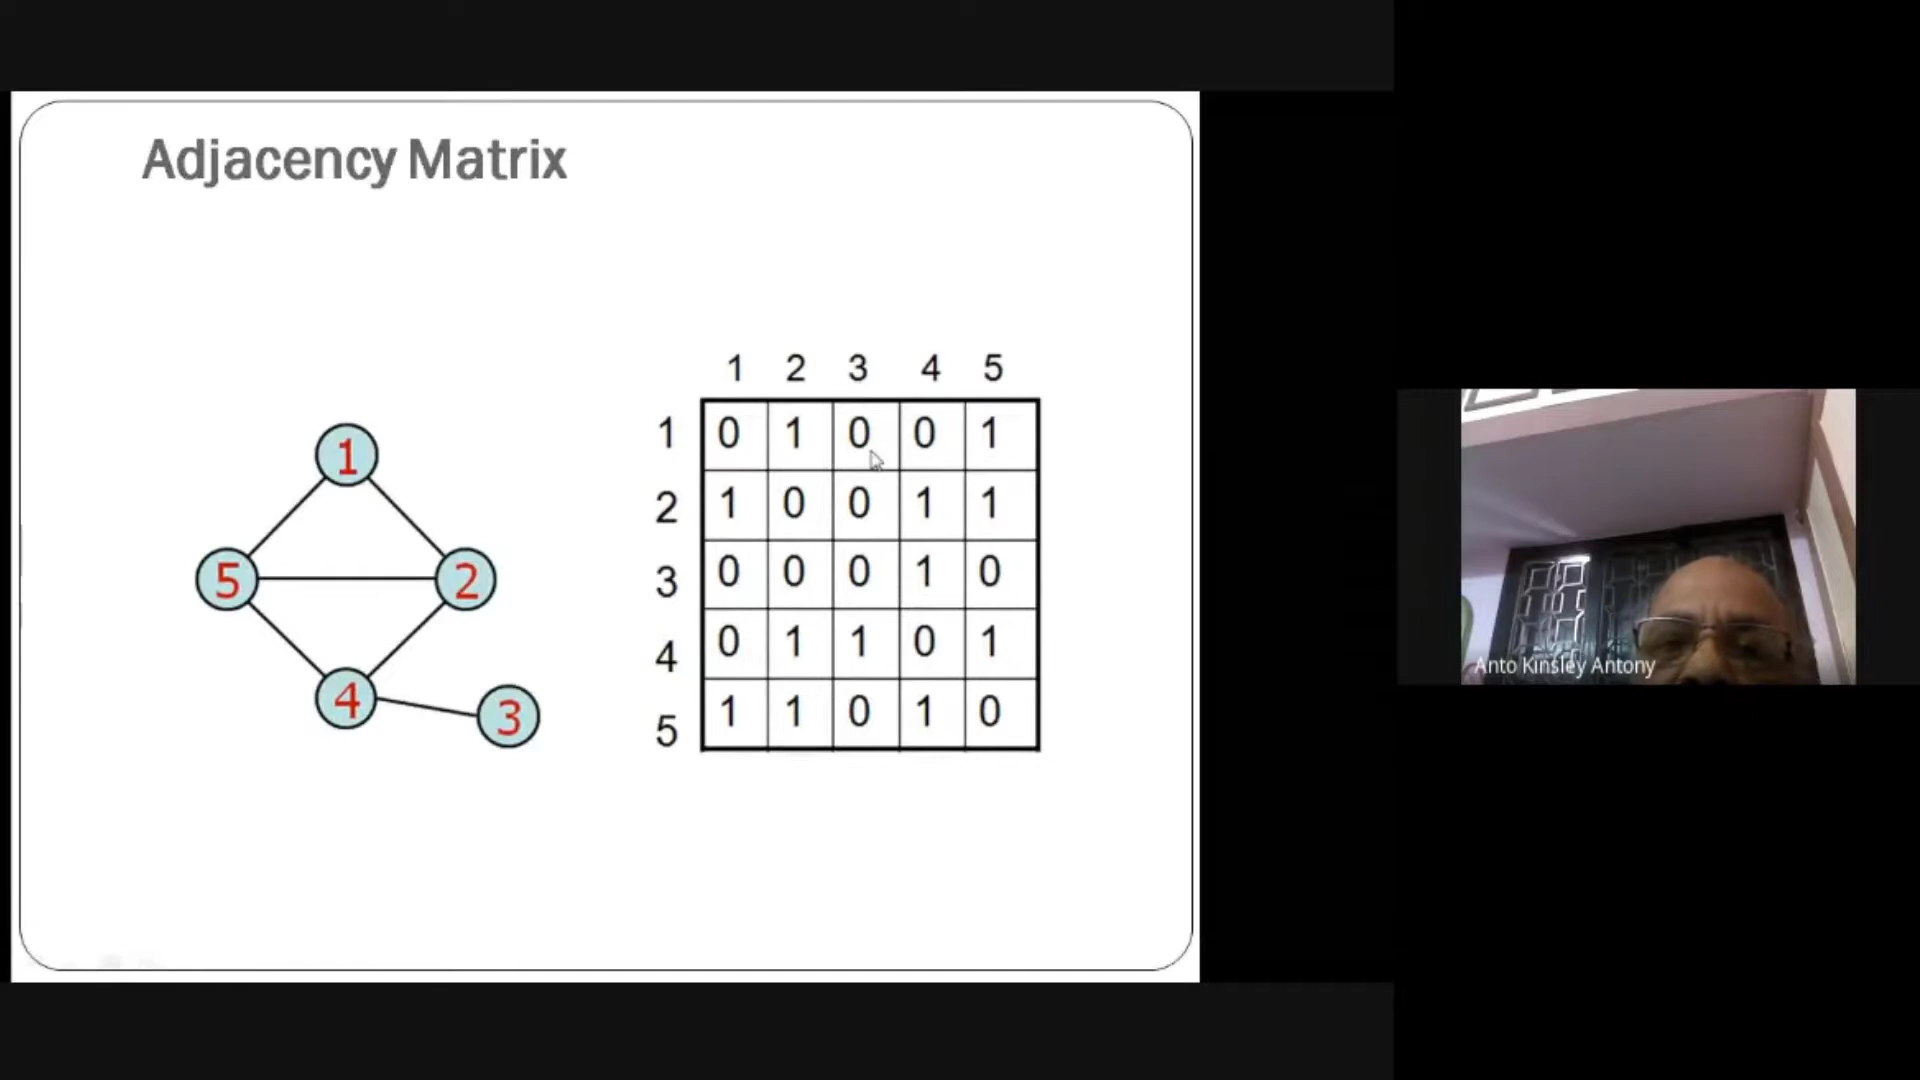 Adjacency Matrix
1
5 2
4
3
1 2 3 4 5
1 0 1 0 0 1
2 1 0 0 1 1
3 0 0 0 1 0
4 0 1 1 0 1
5 1 1 0 1 0
Anto Kinsley Antony